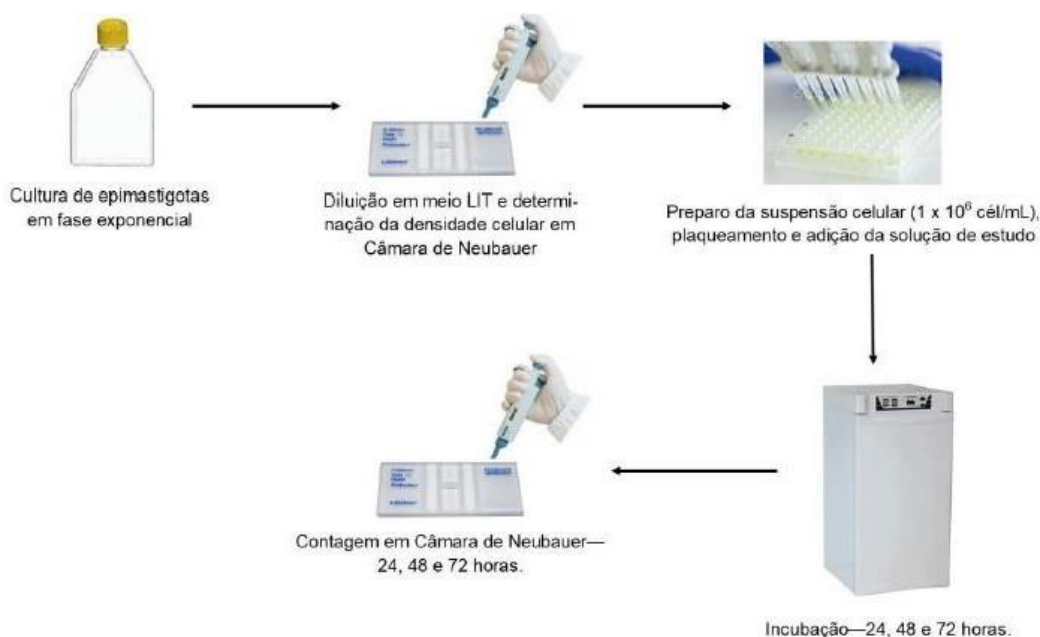 Cultura de epimastigotas
em fase exponencial
Diluição em meio LIT e determi-
nação da densidade celular em
Câmara de Neubauer
Preparo da suspensão celular (1 x 10⁶ cél/mL),
plaqueamento e adição da solução de estudo
Contagem em Câmara de Neubauer—
24, 48 e 72 horas.
Incubação—24, 48 e 72 horas.